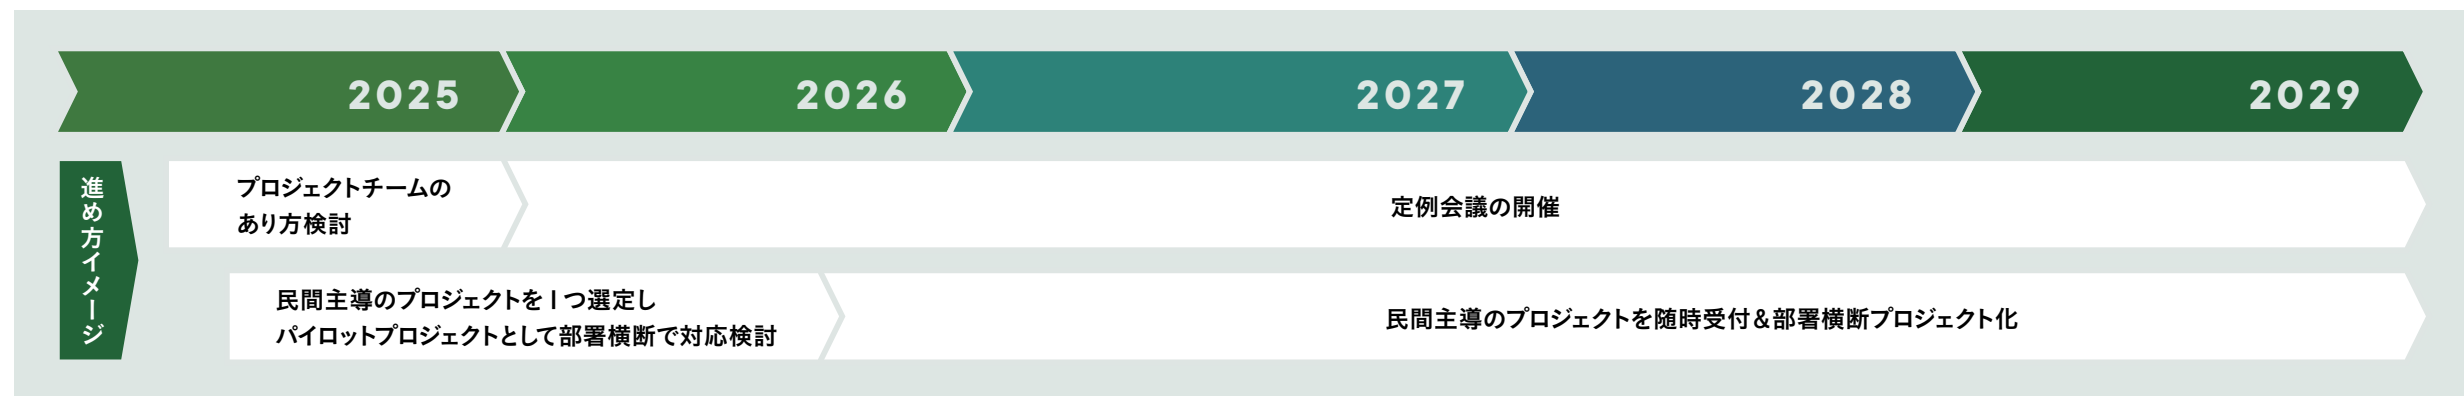 2025
2026
2027
2028
2029
進め方イメージ
プロジェクトチームの
あり方検討
定例会議の開催
民間主導のプロジェクトを1つ選定し
パイロットプロジェクトとして部署横断で対応検討
民間主導のプロジェクトを随時受付&部署横断プロジェクト化